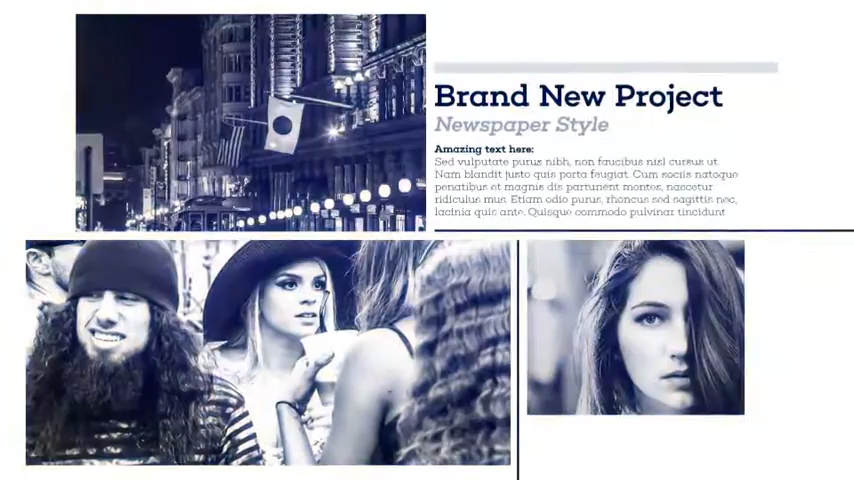 Brand New Project
Newspaper Style
Amazing text here:
Sed vulputate purus nibh, non faucibus nisl cursus ut
Nam blandit justo quis porta feugiat. Cum sociis natoque
penatibus et magnis dis parturient montes, nascetur
ridiculus mus. Etiam odio purus, rhoncus sed sagittis nec,
lacinia quis ante. Quisque commodo pulvinar tincidunt